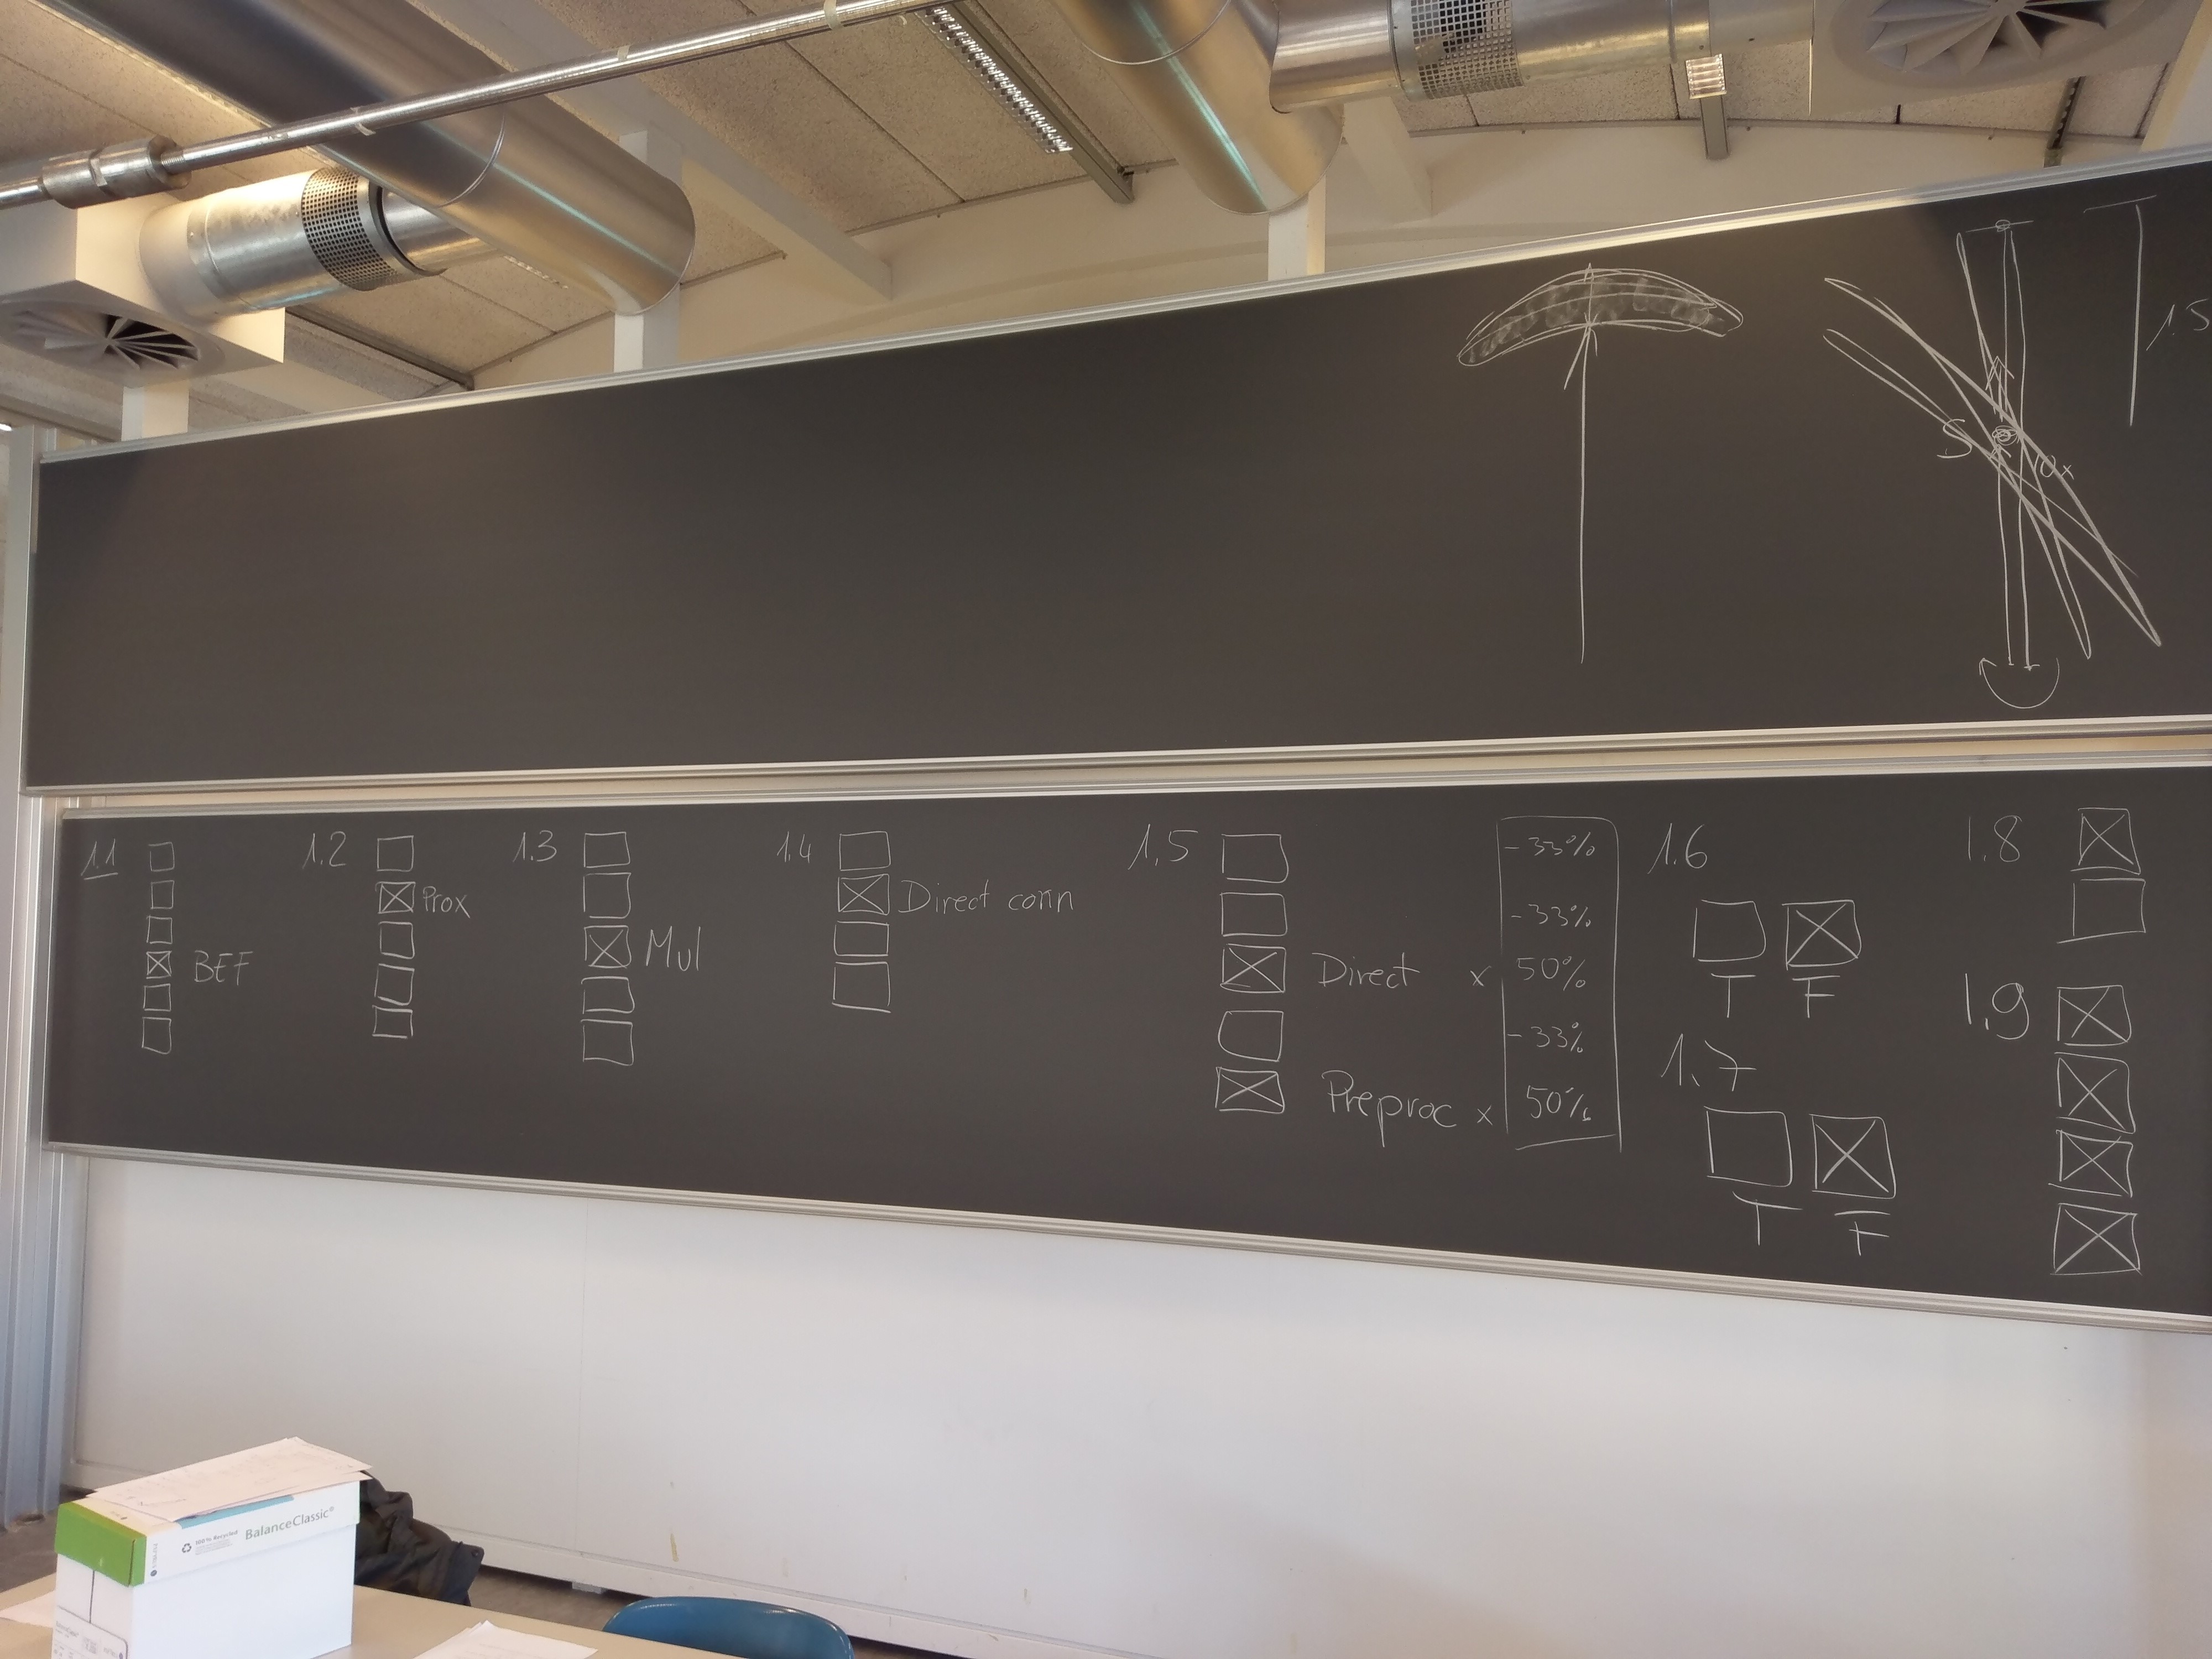 1.5
S
Ox
1.1
BEF
1.2
Prox
1.3
Mul
1.4
Direct conn
1.5
-33%
-33%
Direct x 50%
-33%
Preproc x 50%
1.6
T F
1.7
T F
1.8
1.9
100% Recycled
BalanceClassic®